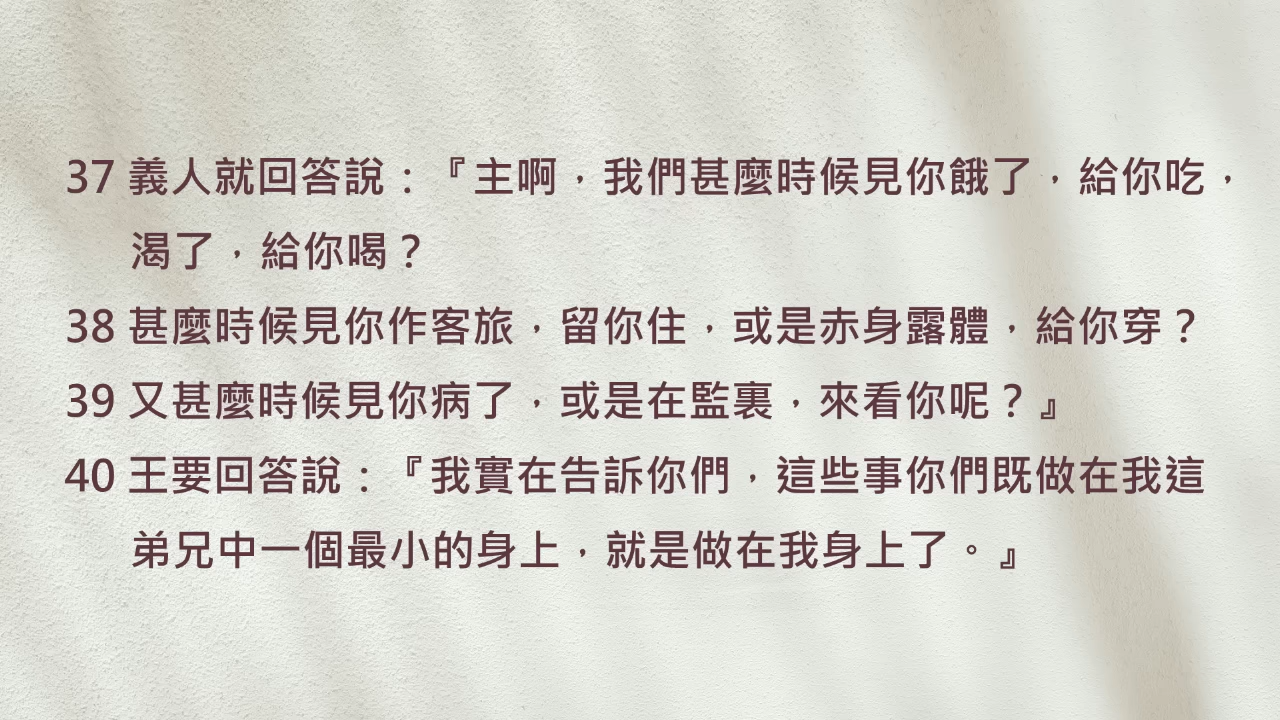 37 義人就回答說：『主啊，我們甚麼時候見你餓了，給你吃，
渴了，給你喝？
38 甚麼時候見你作客旅，留你住，或是赤身露體，給你穿？
39 又甚麼時候見你病了，或是在監裏，來看你呢？』
40 王要回答說：『我實在告訴你們，這些事你們既做在我這
弟兄中一個最小的身上，就是做在我身上了。』